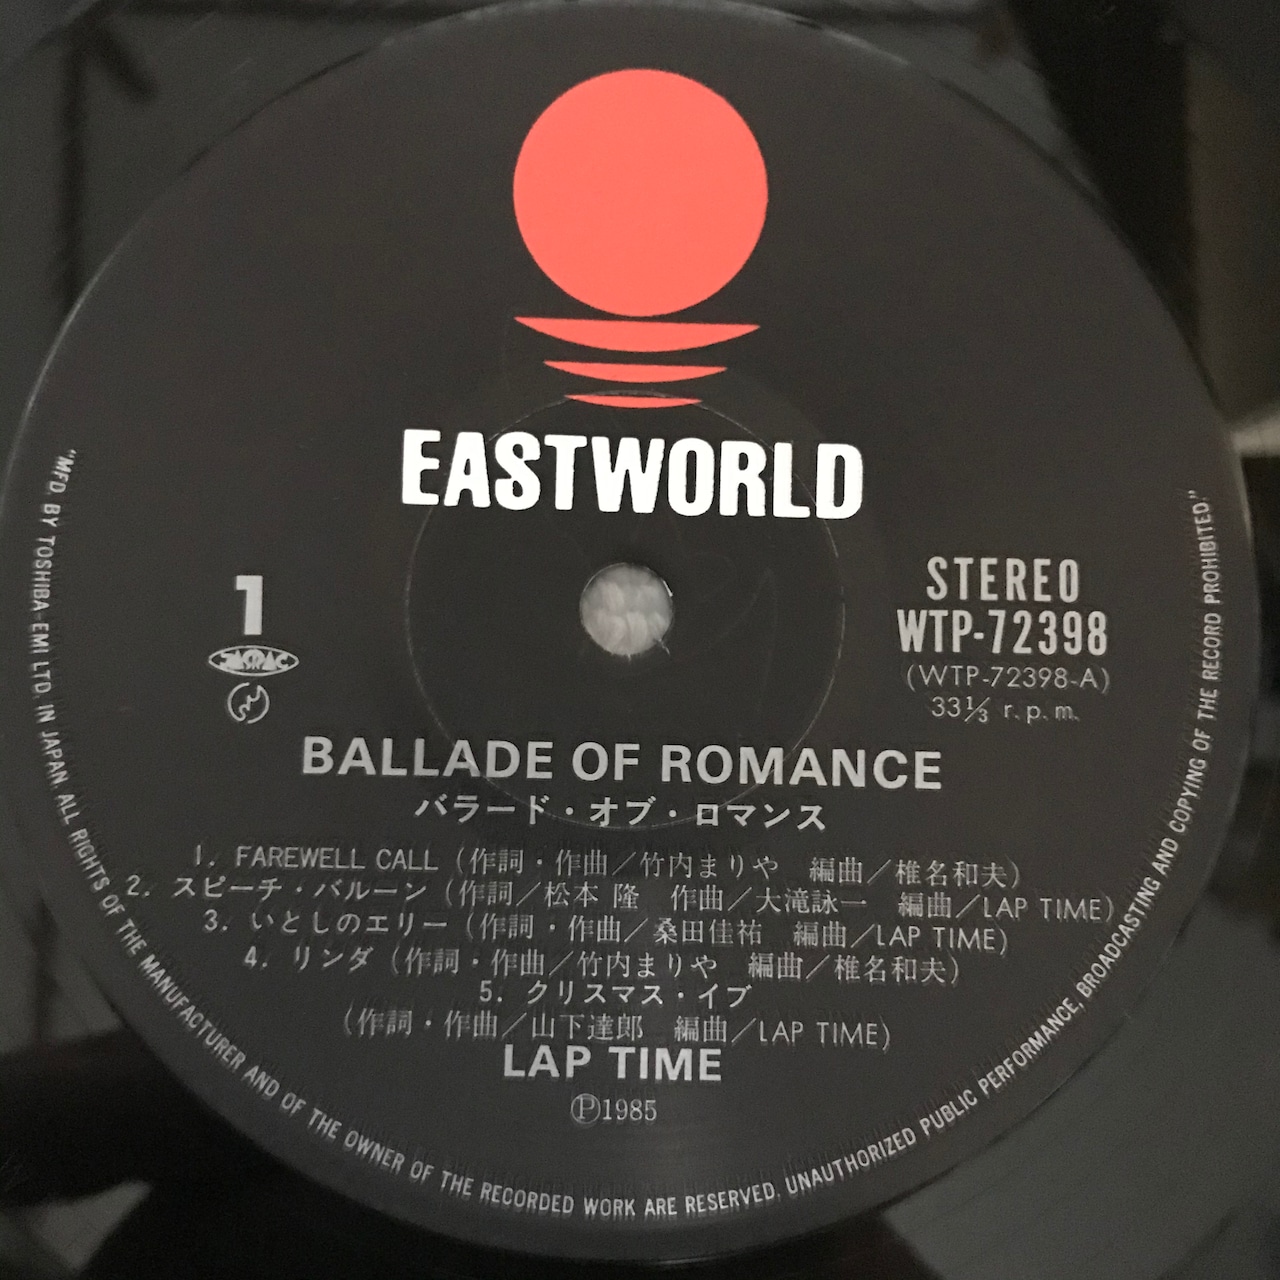 EASTWORLD
1
JASRAC
STEREO
WTP-72398
(WTP-72398-A)
33⅓ r.p.m.
BALLADE OF ROMANCE
バラード・オブ・ロマンス
1. FAREWELL CALL (作詞・作曲/竹内まりや 編曲/椎名和夫)
2. スピーチ・バルーン (作詞/松本 隆 作曲/大滝詠一 編曲/LAP TIME)
3. いとしのエリー (作詞・作曲/桑田佳祐 編曲/LAP TIME)
4. リンダ (作詞・作曲/竹内まりや 編曲/椎名和夫)
5. クリスマス・イブ
(作詞・作曲/山下達郎 編曲/LAP TIME)
LAP TIME
Ⓟ1985
"MFD. BY TOSHIBA-EMI LTD. IN JAPAN. ALL RIGHTS OF THE MANUFACTURER AND OF THE OWNER OF THE RECORDED WORK ARE RESERVED. UNAUTHORIZED PUBLIC PERFORMANCE, BROADCASTING AND COPYING OF THE RECORD PROHIBITED."